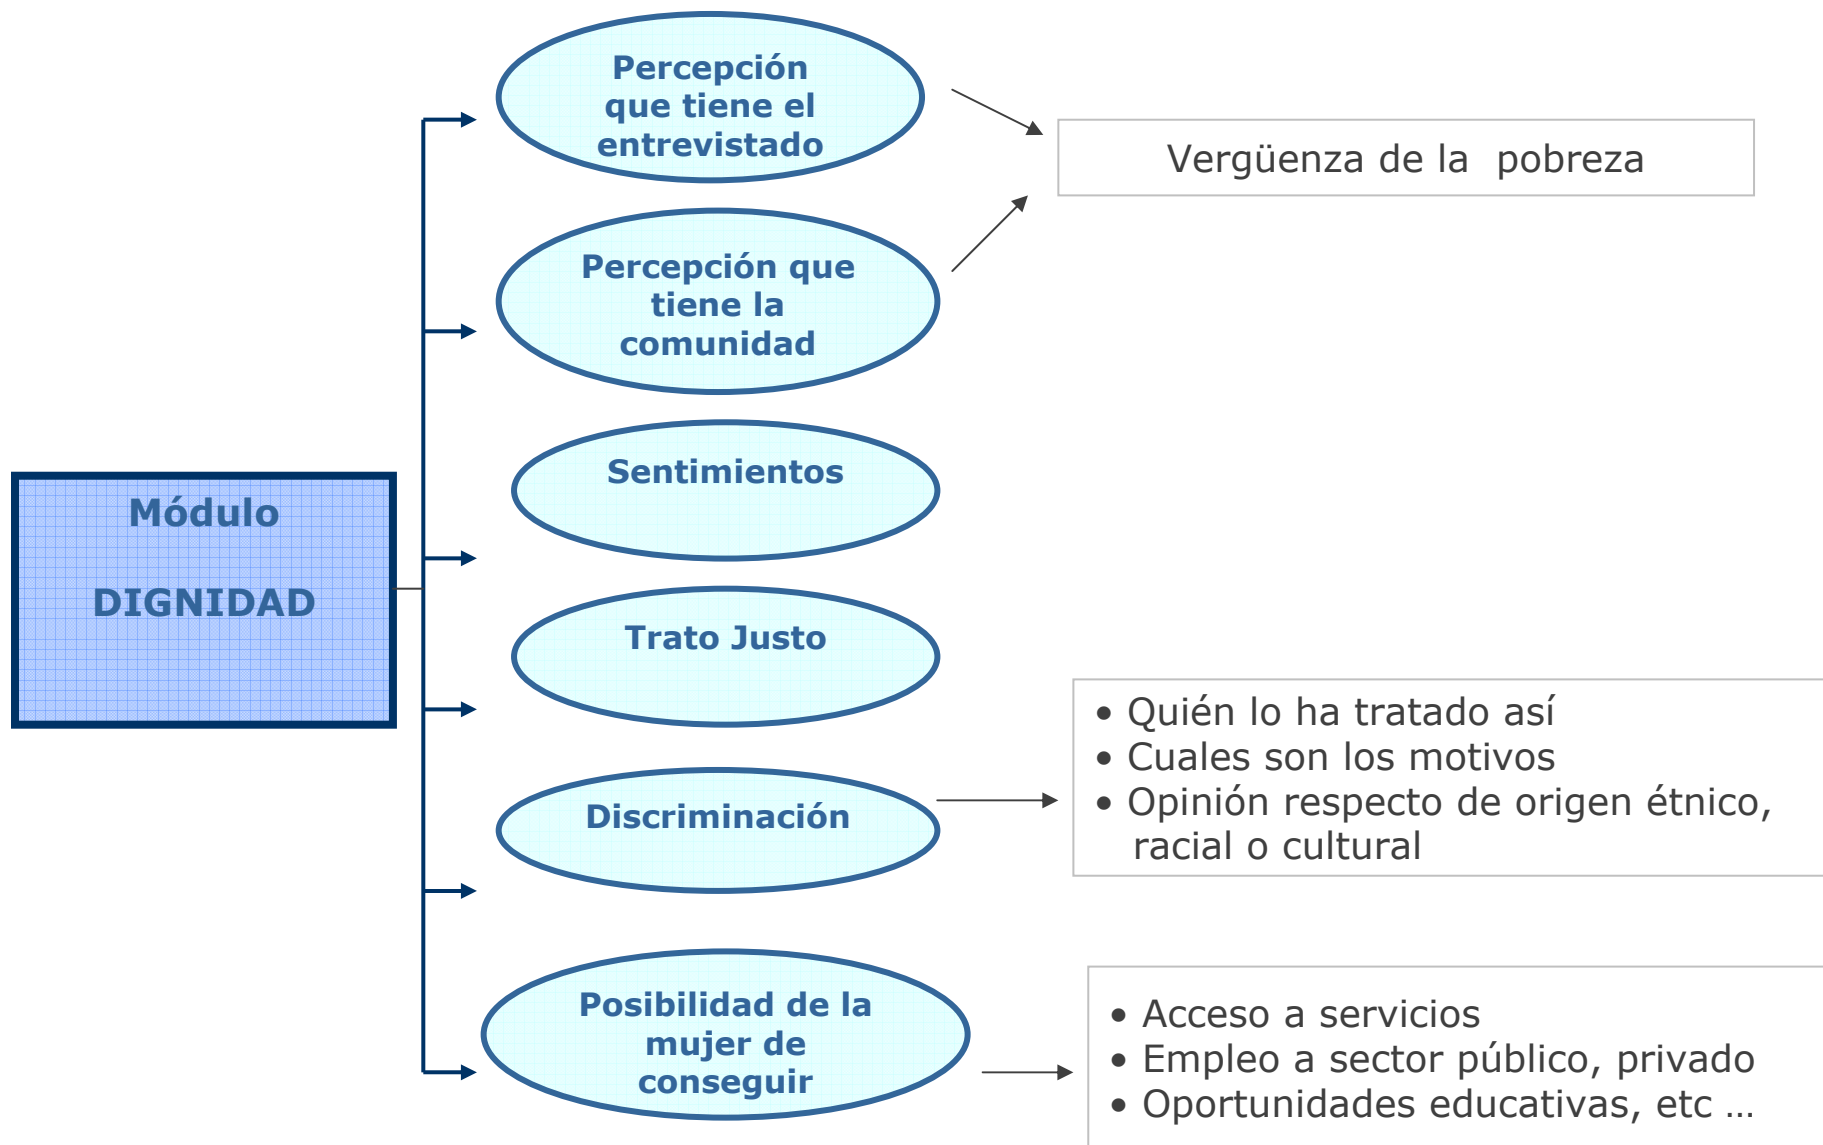 Percepción
que tiene el
entrevistado
Vergüenza de la  pobreza
Percepción que
tiene la
comunidad
Sentimientos
Módulo
DIGNIDAD
Trato Justo
• Quién lo ha tratado así
• Cuales son los motivos
• Opinión respecto de origen étnico,
racial o cultural
Discriminación
Posibilidad de la
mujer de
conseguir
• Acceso a servicios
• Empleo a sector público, privado
• Oportunidades educativas, etc ...